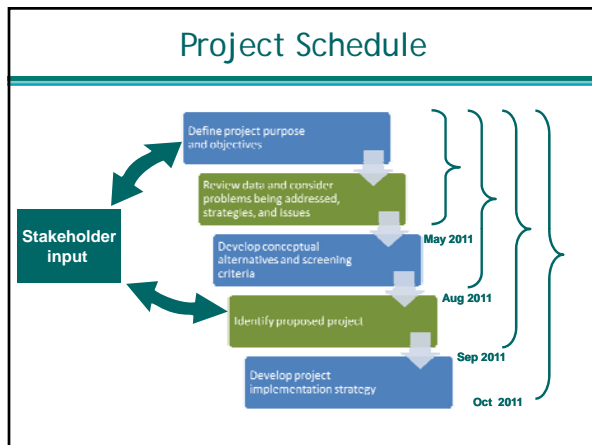 Project Schedule
Define project purpose
and objectives
Review data and consider
problems being addressed,
strategies, and issues
May 2011
Stakeholder
input
Develop conceptual
alternatives and screening
criteria
Aug 2011
Identify proposed project
Sep 2011
Develop project
implementation strategy
Oct 2011